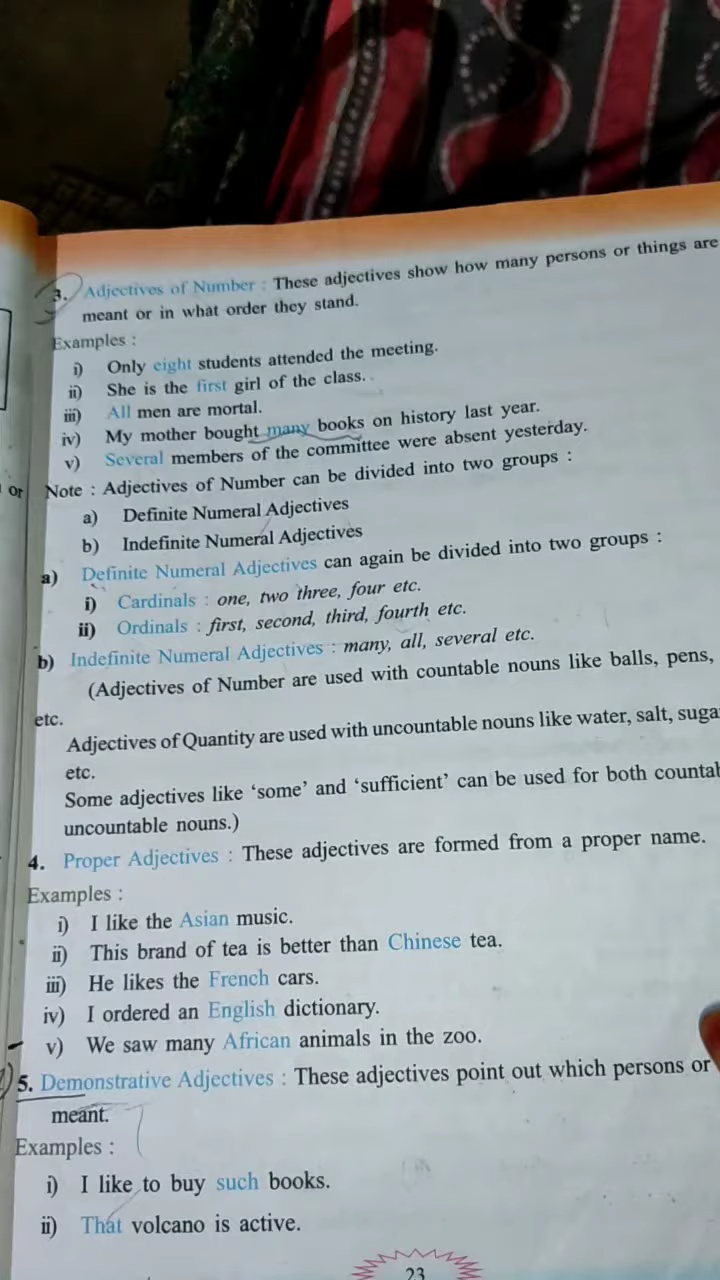 3. Adjectives of Number : These adjectives show how many persons or things are
meant or in what order they stand.
Examples :
i) Only eight students attended the meeting.
ii) She is the first girl of the class.
iii) All men are mortal.
iv) My mother bought many books on history last year.
v) Several members of the committee were absent yesterday.
or
Note : Adjectives of Number can be divided into two groups :
a) Definite Numeral Adjectives
b) Indefinite Numeral Adjectives
a) Definite Numeral Adjectives can again be divided into two groups :
i) Cardinals : one, two three, four etc.
ii) Ordinals : first, second, third, fourth etc.
b) Indefinite Numeral Adjectives : many, all, several etc.
(Adjectives of Number are used with countable nouns like balls, pens,
etc.
Adjectives of Quantity are used with uncountable nouns like water, salt,
etc.
Some adjectives like ‘some’ and ‘sufficient’ can be used for both
uncountable nouns.)
4. Proper Adjectives : These adjectives are formed from a proper name.
Examples :
i) I like the Asian music.
ii) This brand of tea is better than Chinese tea.
iii) He likes the French cars.
iv) I ordered an English dictionary.
v) We saw many African animals in the zoo.
5. Demonstrative Adjectives : These adjectives point out which persons or
meant.
Examples :
i) I like to buy such books.
ii) That volcano is active.
23